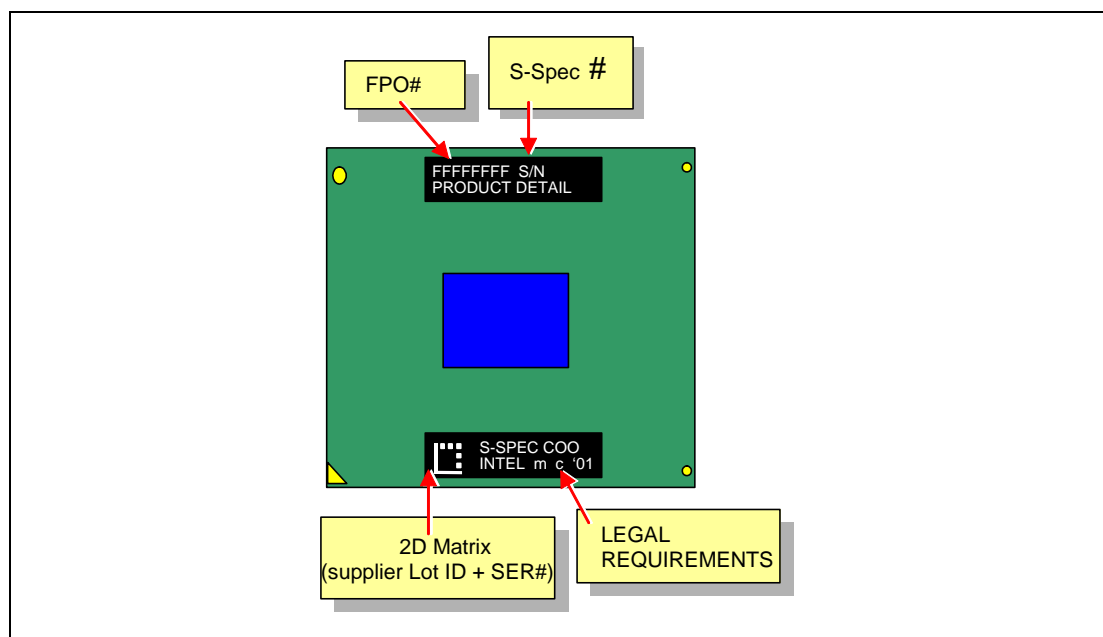 FPO#
S-Spec #
FFFFFFFF S/N
PRODUCT DETAIL
S-SPEC COO
INTEL m c '01
2D Matrix
(supplier Lot ID + SER#)
LEGAL
REQUIREMENTS